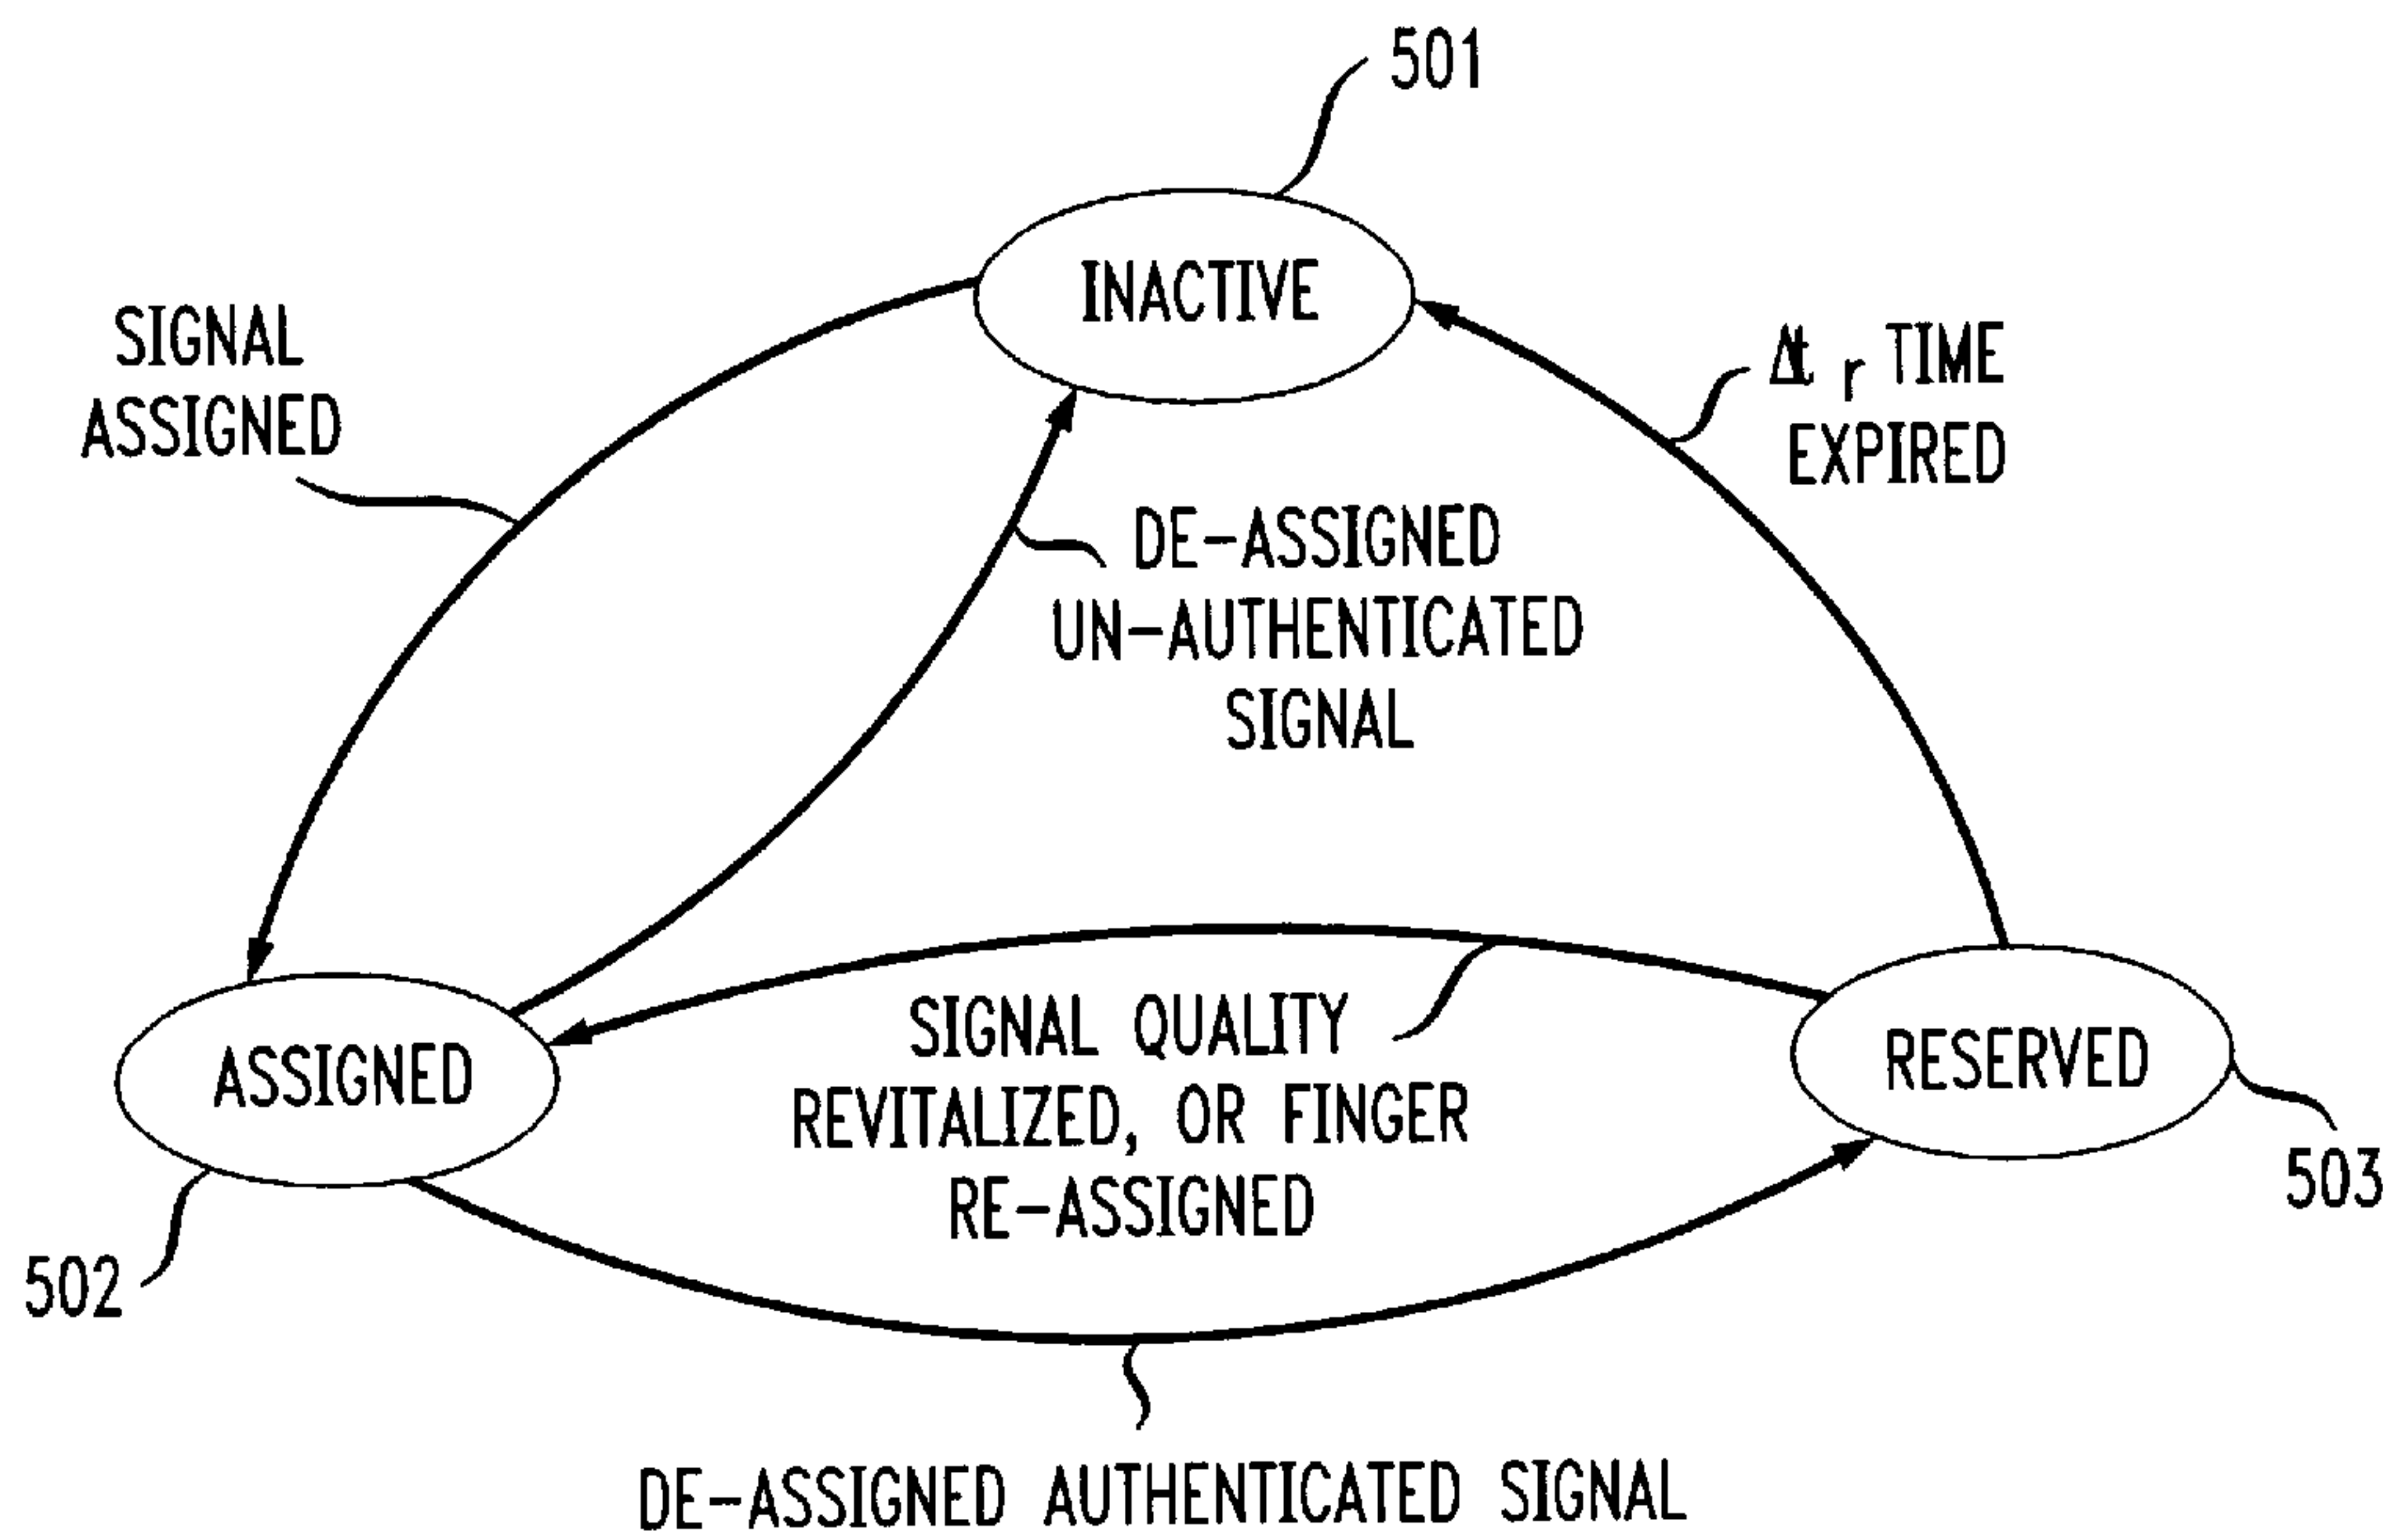 501
INACTIVE
SIGNAL
ASSIGNED
Δt r TIME
EXPIRED
DE-ASSIGNED
UN-AUTHENTICATED
SIGNAL
ASSIGNED
SIGNAL QUALITY
REVITALIZED, OR FINGER
RE-ASSIGNED
RESERVED
503
502
DE-ASSIGNED AUTHENTICATED SIGNAL